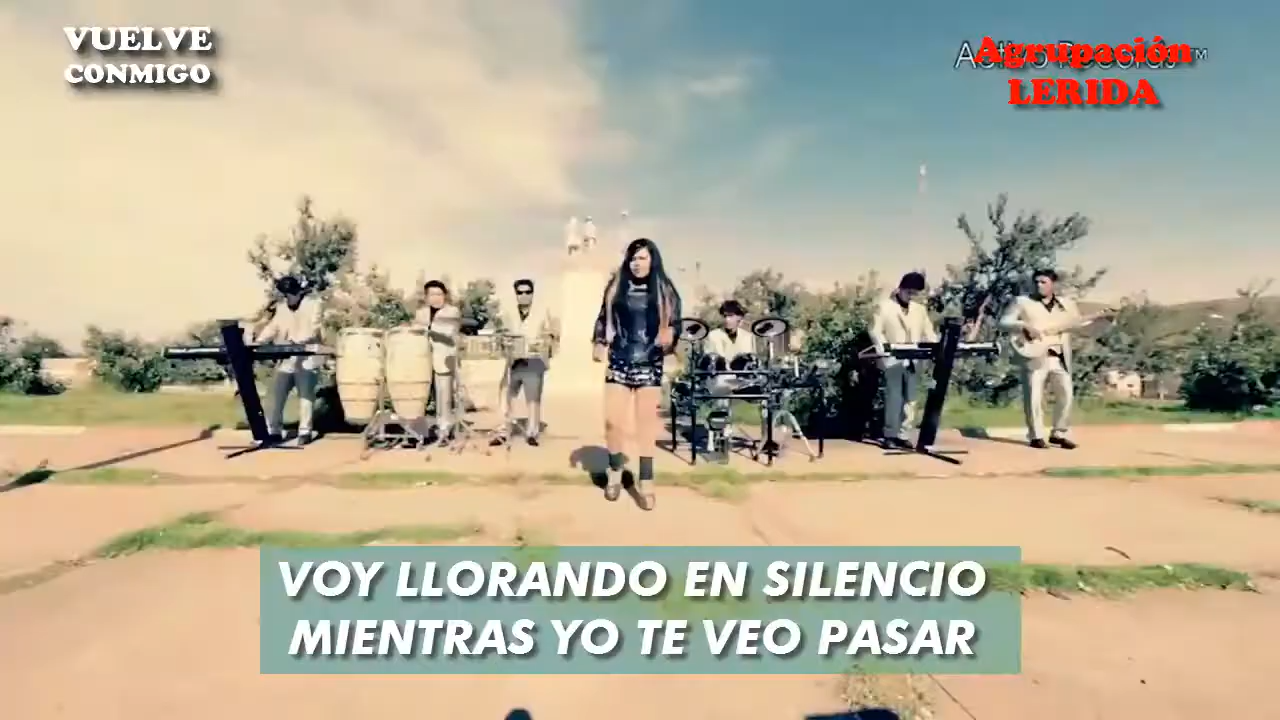 VUELVE
CONMIGO
Agrupación
LERIDA
VOY LLORANDO EN SILENCIO
MIENTRAS YO TE VEO PASAR